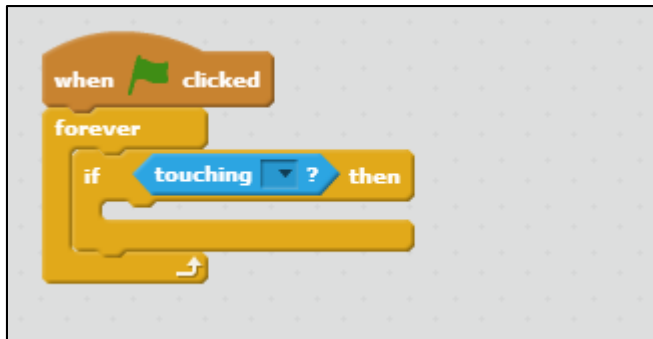 when clicked
forever
if touching ? then